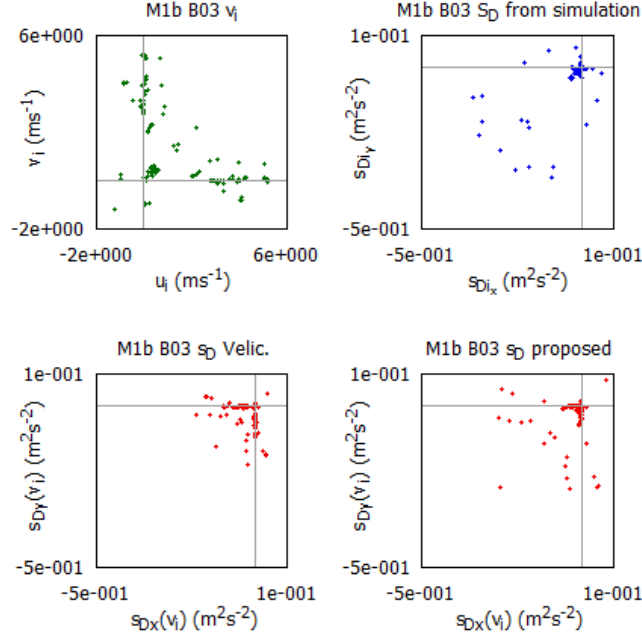 M1b B03 vi
6e+000
vi (ms-1)
-2e+000
-2e+000 6e+000
ui (ms-1)
M1b B03 SD from simulation
1e-001
sDiy (m2s-2)
-5e-001
-5e-001 1e-001
sDix (m2s-2)
M1b B03 sD Velic.
1e-001
sDy(vi) (m2s-2)
-5e-001
-5e-001 1e-001
sDx(vi) (m2s-2)
M1b B03 sD proposed
1e-001
sDy(vi) (m2s-2)
-5e-001
-5e-001 1e-001
sDx(vi) (m2s-2)